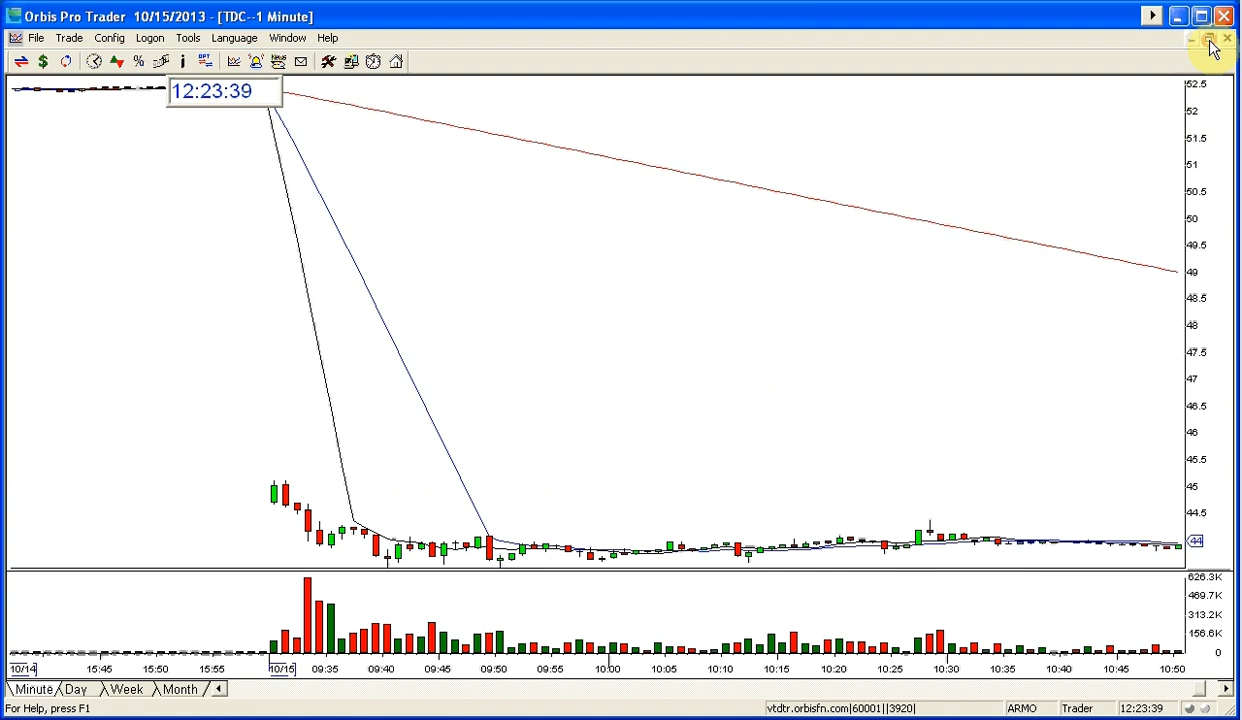 Orbis Pro Trader 10/15/2013 - [TDC--1 Minute]
File Trade Config Logon Tools Language Window Help
12:23:39
52.5
52
51.5
51
50.5
50
49.5
49
48.5
48
47.5
47
46.5
46
45.5
45
44.5
44
626.3K
469.7K
313.2K
156.6K
0
10/14 15:45 15:50 15:55 10/15 09:35 09:40 09:45 09:50 09:55 10:00 10:05 10:10 10:15 10:20 10:25 10:30 10:35 10:40 10:45 10:50
Minute Day Week Month
For Help, press F1 vtdtr.orbisfn.com|60001||3920| ARMO Trader 12:23:39